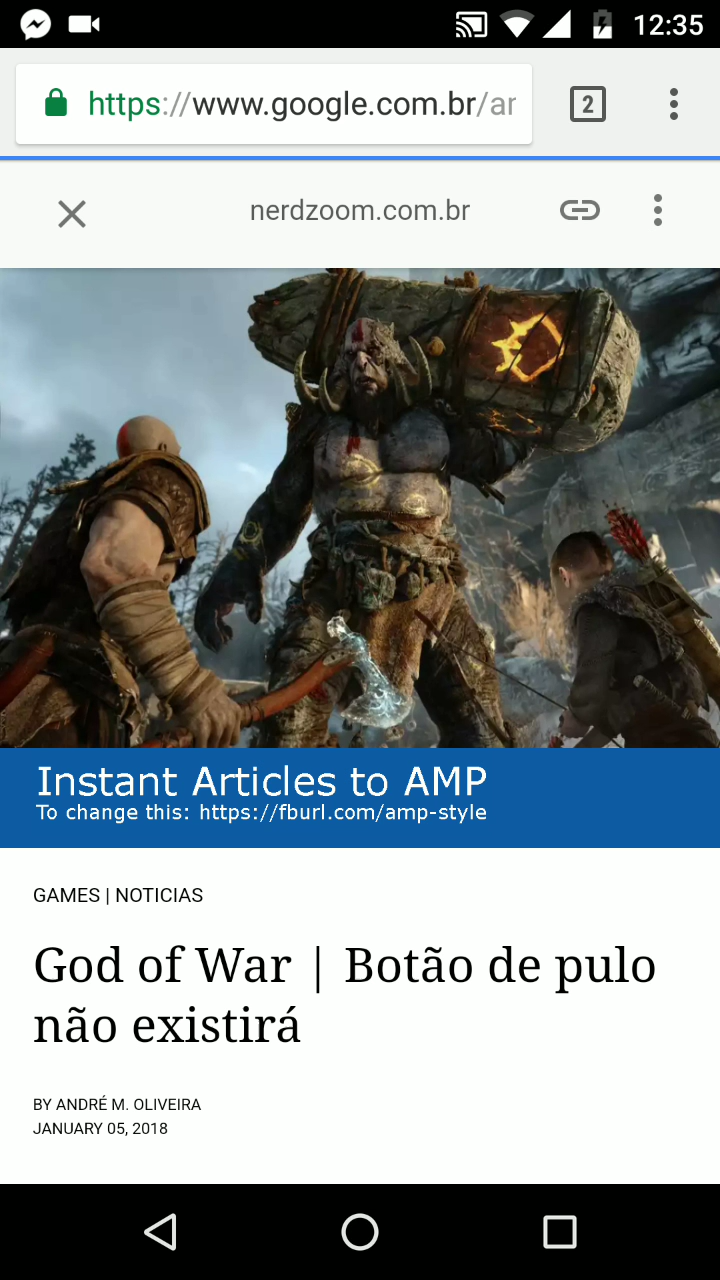 12:35
https://www.google.com.br/ar
2
nerdzoom.com.br
Instant Articles to AMP
To change this: https://fburl.com/amp-style
GAMES | NOTICIAS
God of War | Botão de pulo
não existirá
BY ANDRÉ M. OLIVEIRA
JANUARY 05, 2018